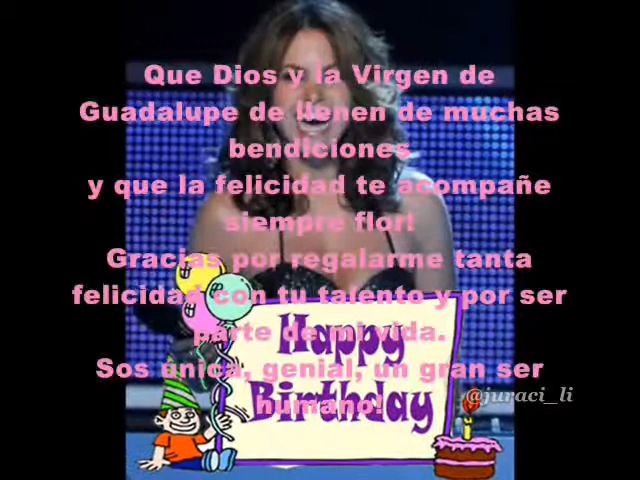 Que Dios y la Virgen de
Guadalupe de llenen de muchas
bendiciones
y que la felicidad te acompañe
siempre flor!
Gracias por regalarme tanta
felicidad con tu talento y por ser
parte de mi vida.
Sos única, genial, un gran ser
humano!
Happy
Birthday
@juraci_li